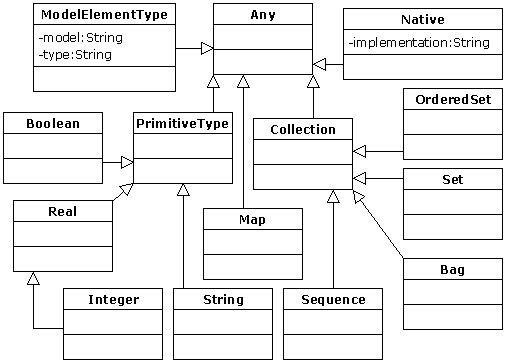 ModelElementType
-model:String
-type:String
Any
Native
-implementation:String
Boolean
PrimitiveType
Collection
OrderedSet
Set
Real
Map
Bag
Integer
String
Sequence